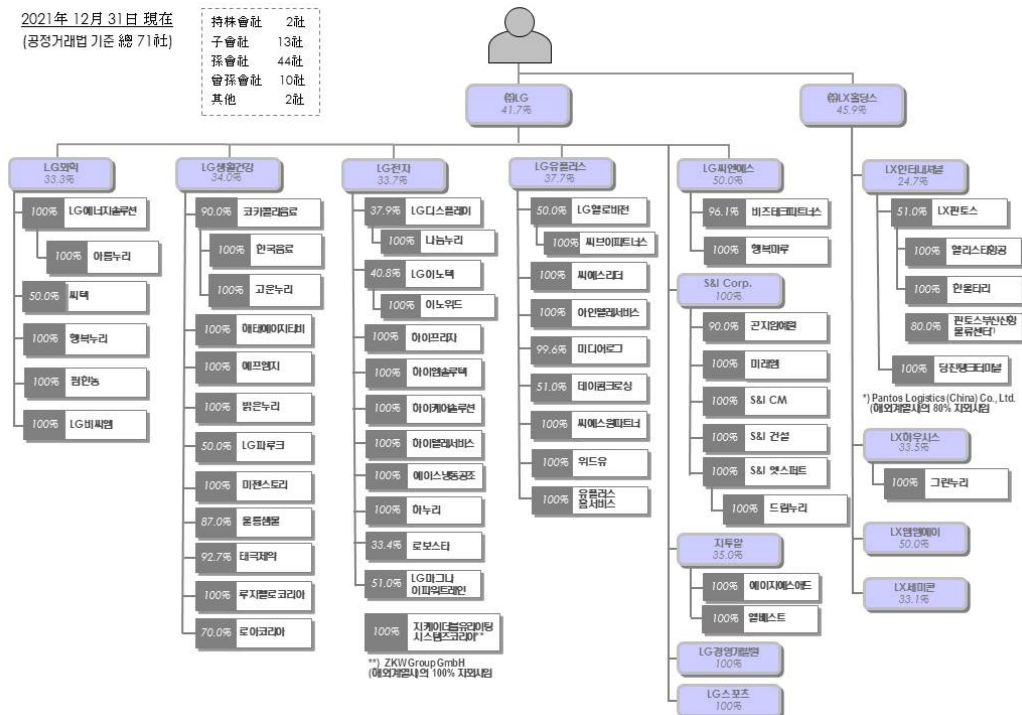 2021年 12月 31日 現在
(공정거래법 기준 總 71社)
持株會社 2社
子會社 13社
孫會社 44社
曾孫會社 10社
其他 2社
㈜LG
41.7%
㈜LX홀딩스
45.9%
LG화학
33.3%
100% LG에너지솔루션
100% 아름누리
50.0% 씨텍
100% 행복누리
100% 팜한농
100% LG비씨엠
LG생활건강
34.0%
90.0% 코카콜라음료
100% 한국음료
100% 고운누리
100% 해태에이치티비
100% 에프엠지
100% 밝은누리
50.0% LG파루크
100% 미젠스토리
87.0% 울릉샘물
92.7% 태극제약
100% 루치펠로코리아
70.0% 로아코리아
LG전자
33.7%
37.9% LG디스플레이
100% 나눔누리
40.8% LG이노텍
100% 이노위드
100% 하이프라자
100% 하이엠솔루텍
100% 하이케어솔루션
100% 하이텔레서비스
100% 에이스냉동공조
100% 하누리
33.4% 로보스타
51.0% LG마그나
이파워트레인
100% 지케이더블유라이팅
시스템즈코리아**
**) ZKW Group GmbH
(해외계열사)의 100% 자회사임
LG유플러스
37.7%
50.0% LG헬로비전
100% 씨브이파트너스
100% 씨에스리더
100% 아인텔레서비스
99.6% 미디어로그
51.0% 데이콤크로싱
100% 씨에스원파트너
100% 위드유
100% 유플러스
홈서비스
LG씨엔에스
50.0%
96.1% 비즈테크파트너스
100% 행복마루
S&I Corp.
100%
90.0% 곤지암예원
100% 미래엠
100% S&I CM
100% S&I 건설
100% S&I 엣스퍼트
100% 드림누리
지투알
35.0%
100% 에이치에스애드
100% 엘베스트
LG경영개발원
100%
LG스포츠
100%
LX인터내셔널
24.7%
51.0% LX판토스
100% 헬리스타항공
100% 한울타리
80.0% 판토스부산신항
물류센터*)
100% 당진탱크터미널
*) Pantos Logistics (China) Co., Ltd.
(해외계열사)의 80% 자회사임
LX하우시스
33.5%
100% 그린누리
LX엠엠에이
50.0%
LX세미콘
33.1%